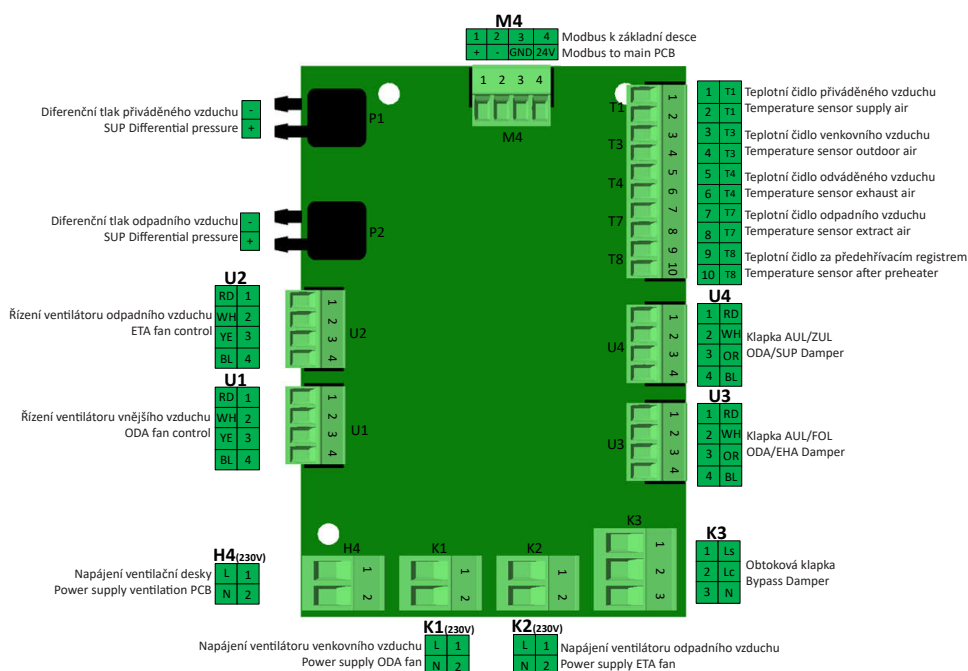 M4
1 2 3 4 Modbus k základní desce
+ - GND 24V Modbus to main PCB
1 2 3 4
M4
Diferenční tlak přiváděného vzduchu -
SUP Differential pressure +
P1
Diferenční tlak odpadního vzduchu -
SUP Differential pressure +
P2
T1 1
2
T3 3
4
T4 5
6
T7 7
8
T8 9
10
1 T1 Teplotní čidlo přiváděného vzduchu
2 T1 Temperature sensor supply air
3 T3 Teplotní čidlo venkovního vzduchu
4 T3 Temperature sensor outdoor air
5 T4 Teplotní čidlo odváděného vzduchu
6 T4 Temperature sensor exhaust air
7 T7 Teplotní čidlo odpadního vzduchu
8 T7 Temperature sensor extract air
9 T8 Teplotní čidlo za předehřívacím registrem
10 T8 Temperature sensor after preheater
U2
RD 1
Řízení ventilátoru odpadního vzduchu WH 2
ETA fan control YE 3
BL 4
1
2
3
4
U2
U1
RD 1
Řízení ventilátoru vnějšího vzduchu WH 2
ODA fan control YE 3
BL 4
1
2
3
4
U1
U4
1
2
3
4
U4
1 RD
2 WH Klapka AUL/ZUL
3 OR ODA/SUP Damper
4 BL
U3
1
2
3
4
U3
1 RD
2 WH Klapka AUL/FOL
3 OR ODA/EHA Damper
4 BL
H4(230V)
Napájení ventilační desky L 1
Power supply ventilation PCB N 2
H4
1
2
K1
1
2
K2
1
2
K3
1
2
3
K3
1 Ls Obtoková klapka
2 Lc Bypass Damper
3 N
K1(230V)
Napájení ventilátoru venkovního vzduchu L 1
Power supply ODA fan N 2
K2(230V)
L 1 Napájení ventilátoru odpadního vzduchu
N 2 Power supply ETA fan